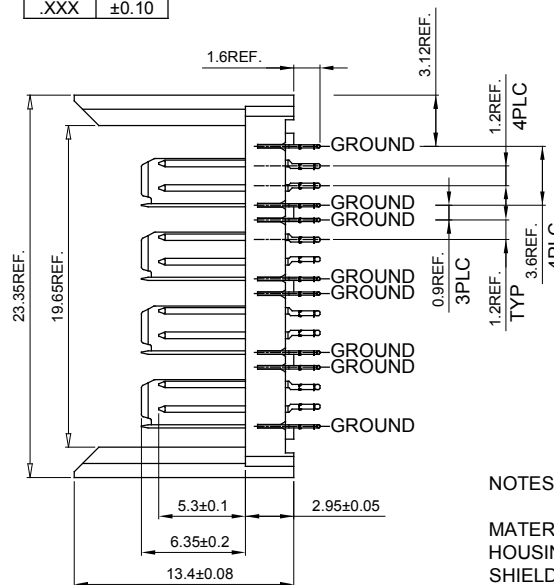 .XXX ±0.10
1.6REF.
3.12REF.
1.2REF.
4PLC
GROUND
GROUND
GROUND
GROUND
GROUND
GROUND
GROUND
GROUND
23.35REF.
19.65REF.
0.9REF.
3PLC
1.2REF.
TYP
3.6REF.
4PLC
5.3±0.1
2.95±0.05
6.35±0.2
13.4±0.08
NOTES
MATER
HOUSIN
SHIELD